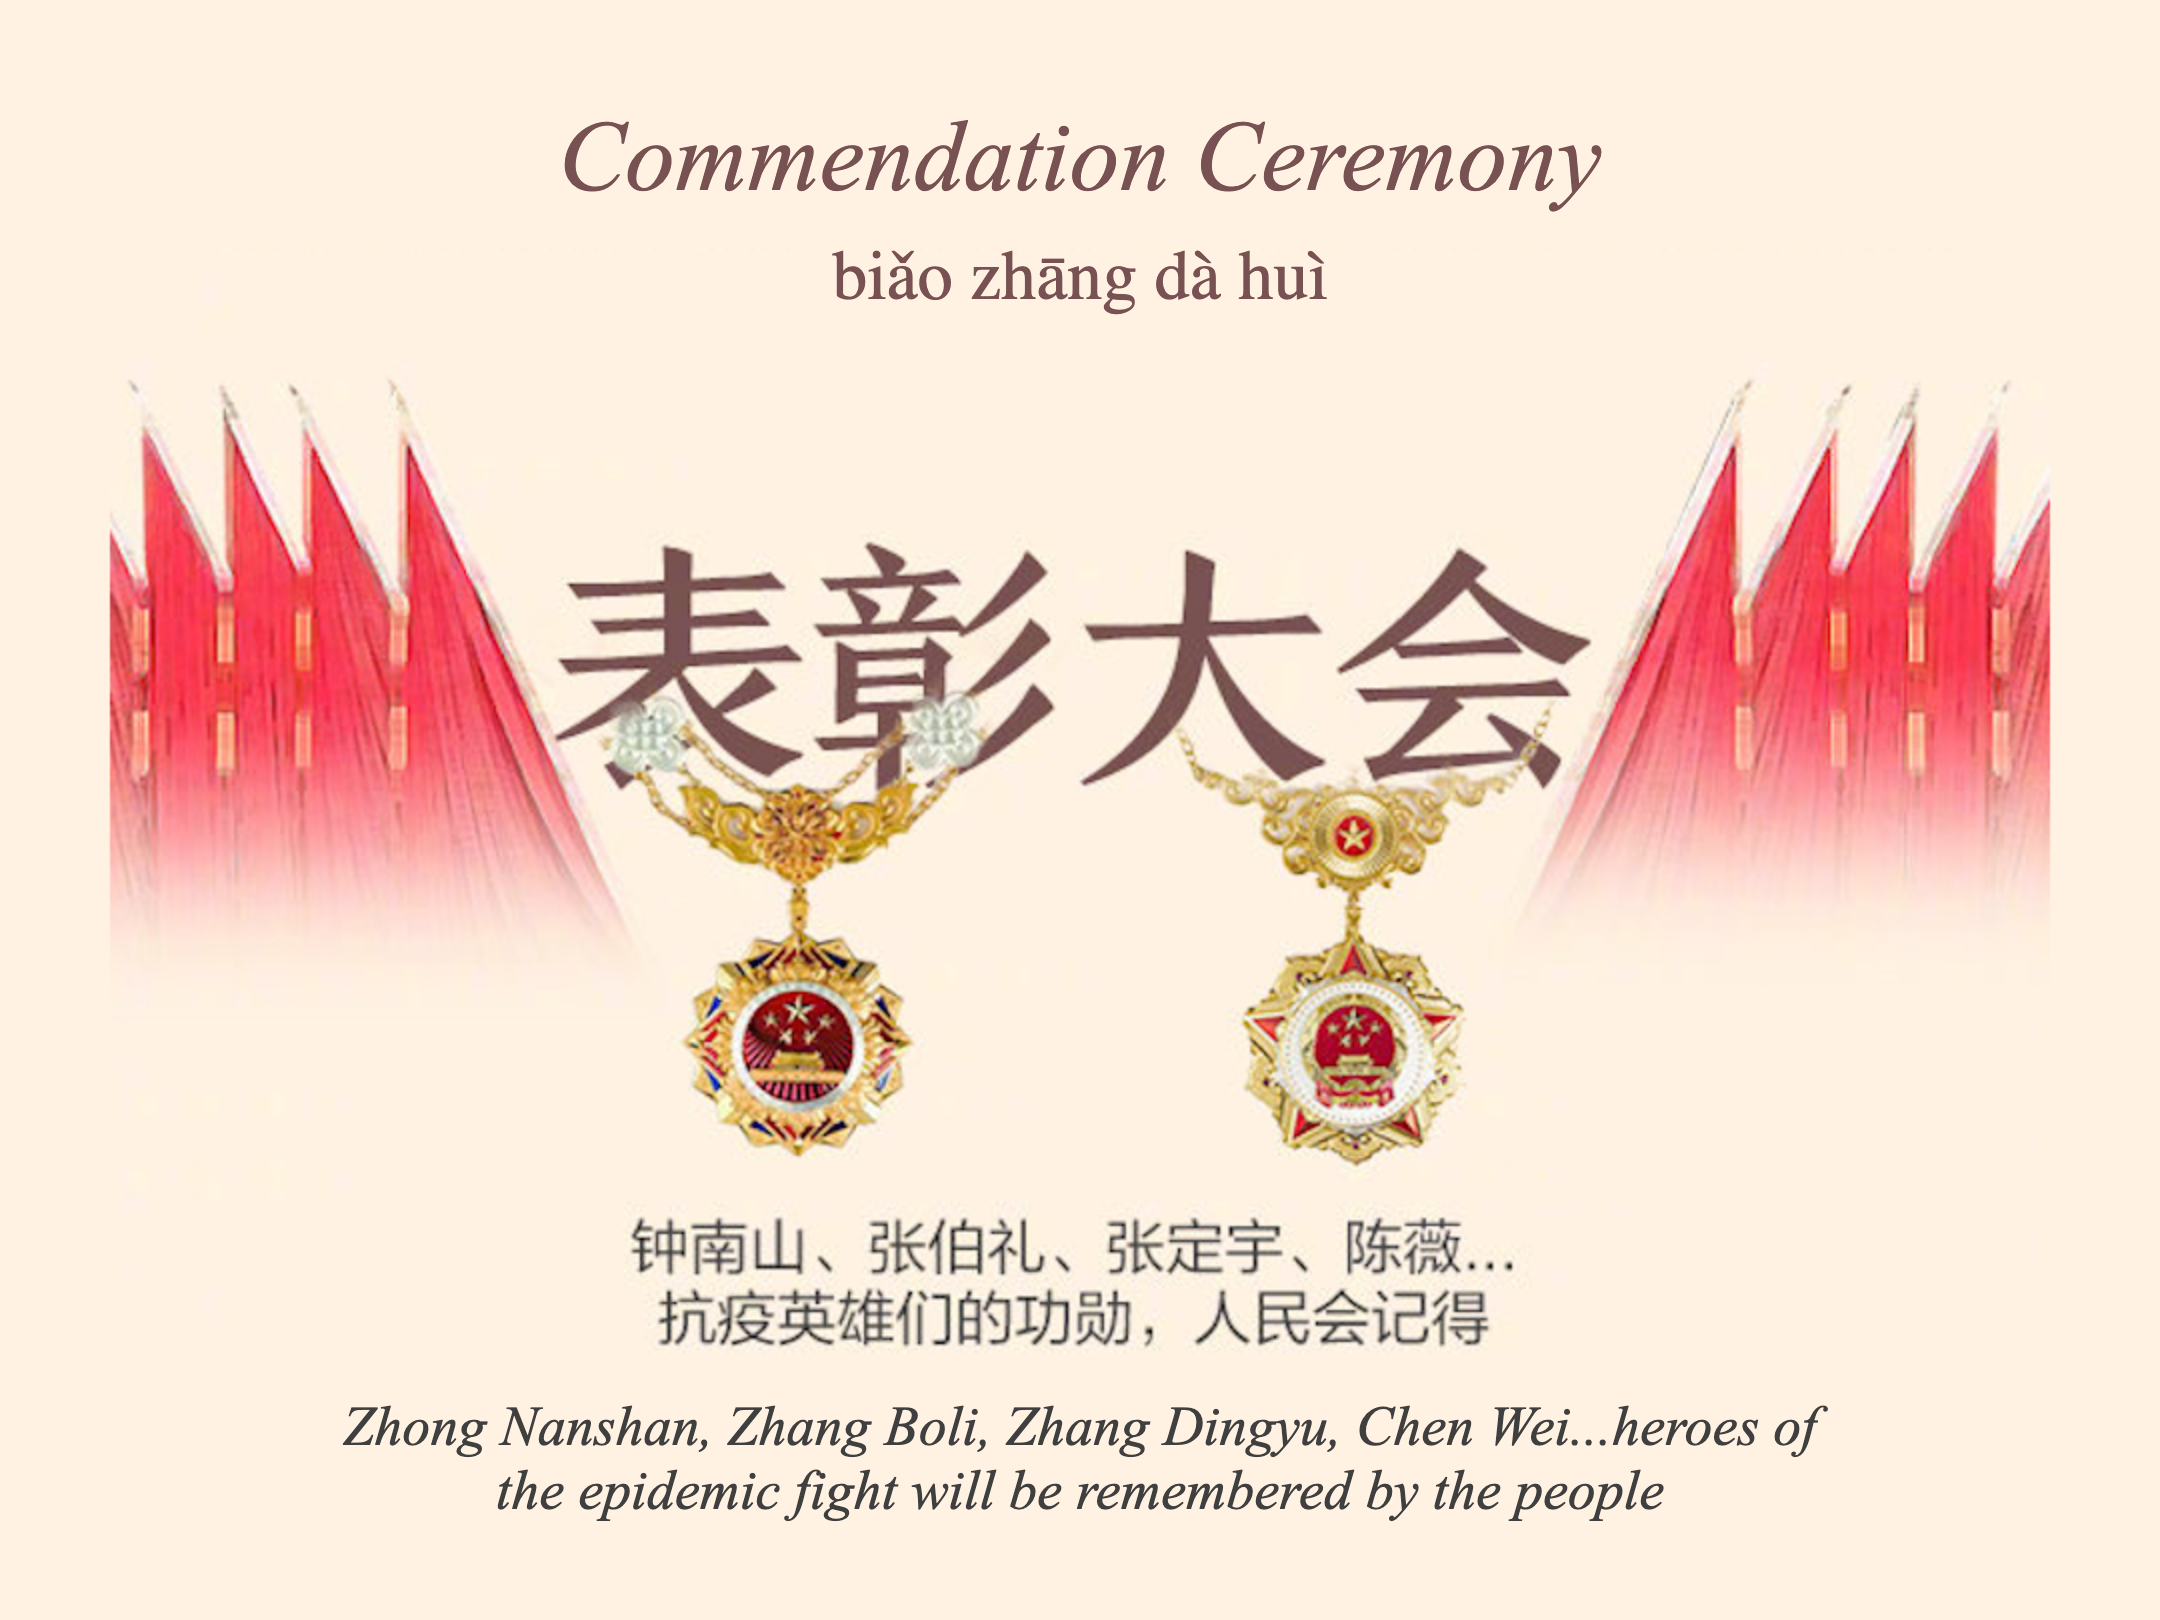 Commendation Ceremony
biǎo zhāng dà huì
表彰大会
钟南山、张伯礼、张定宇、陈薇...
抗疫英雄们的功勋，人民会记得
Zhong Nanshan, Zhang Boli, Zhang Dingyu, Chen Wei...heroes of
the epidemic fight will be remembered by the people